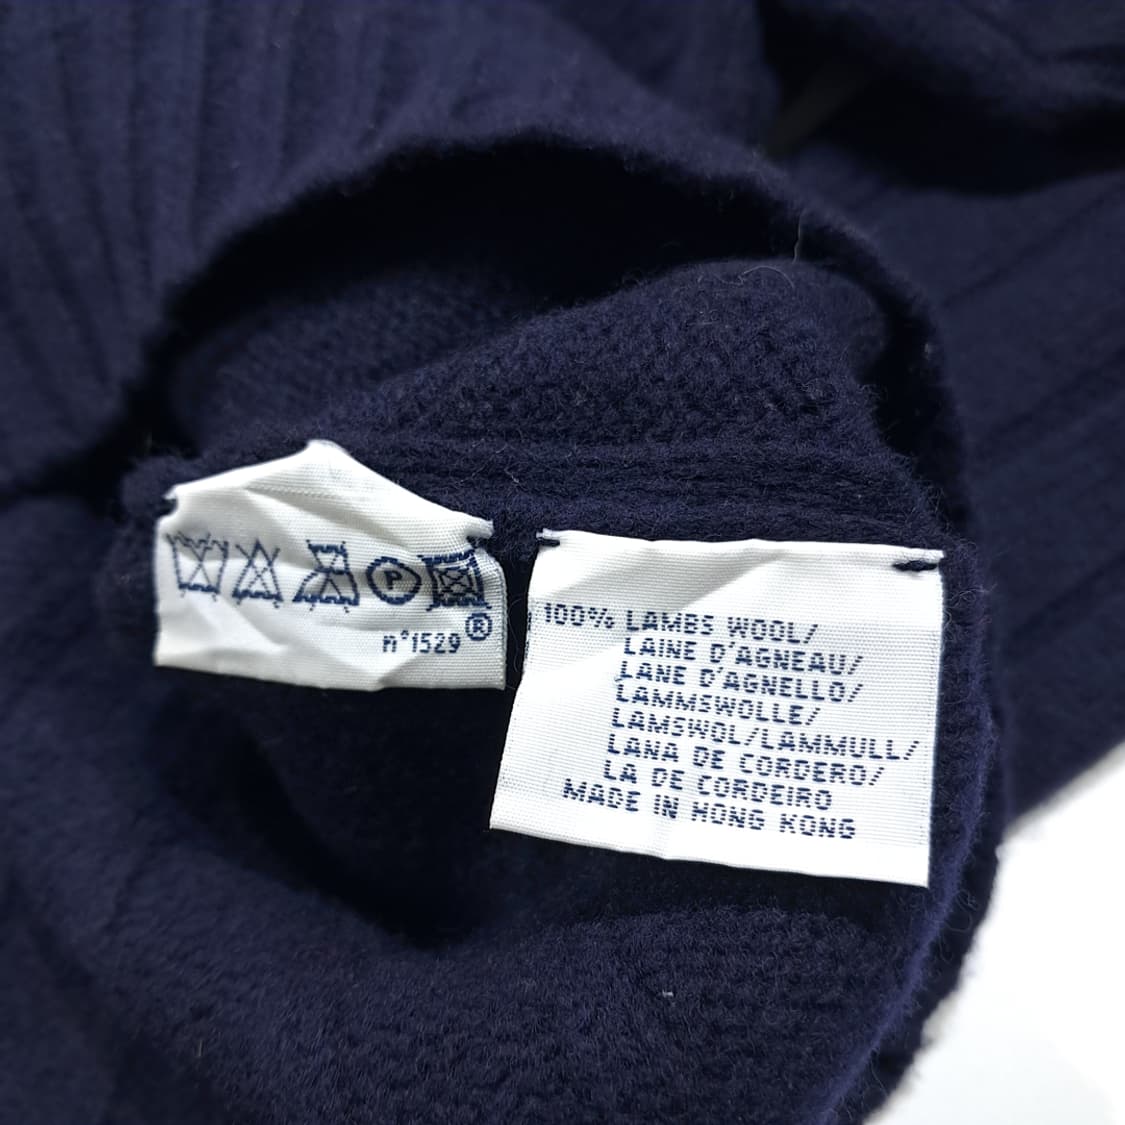 P
n°1529®
100% LAMBS WOOL/
LAINE D'AGNEAU/
LANE D'AGNELLO/
LAMMSWOLLE/
LAMSWOL/LAMMULL/
LANA DE CORDERO/
LA DE CORDEIRO
MADE IN HONG KONG